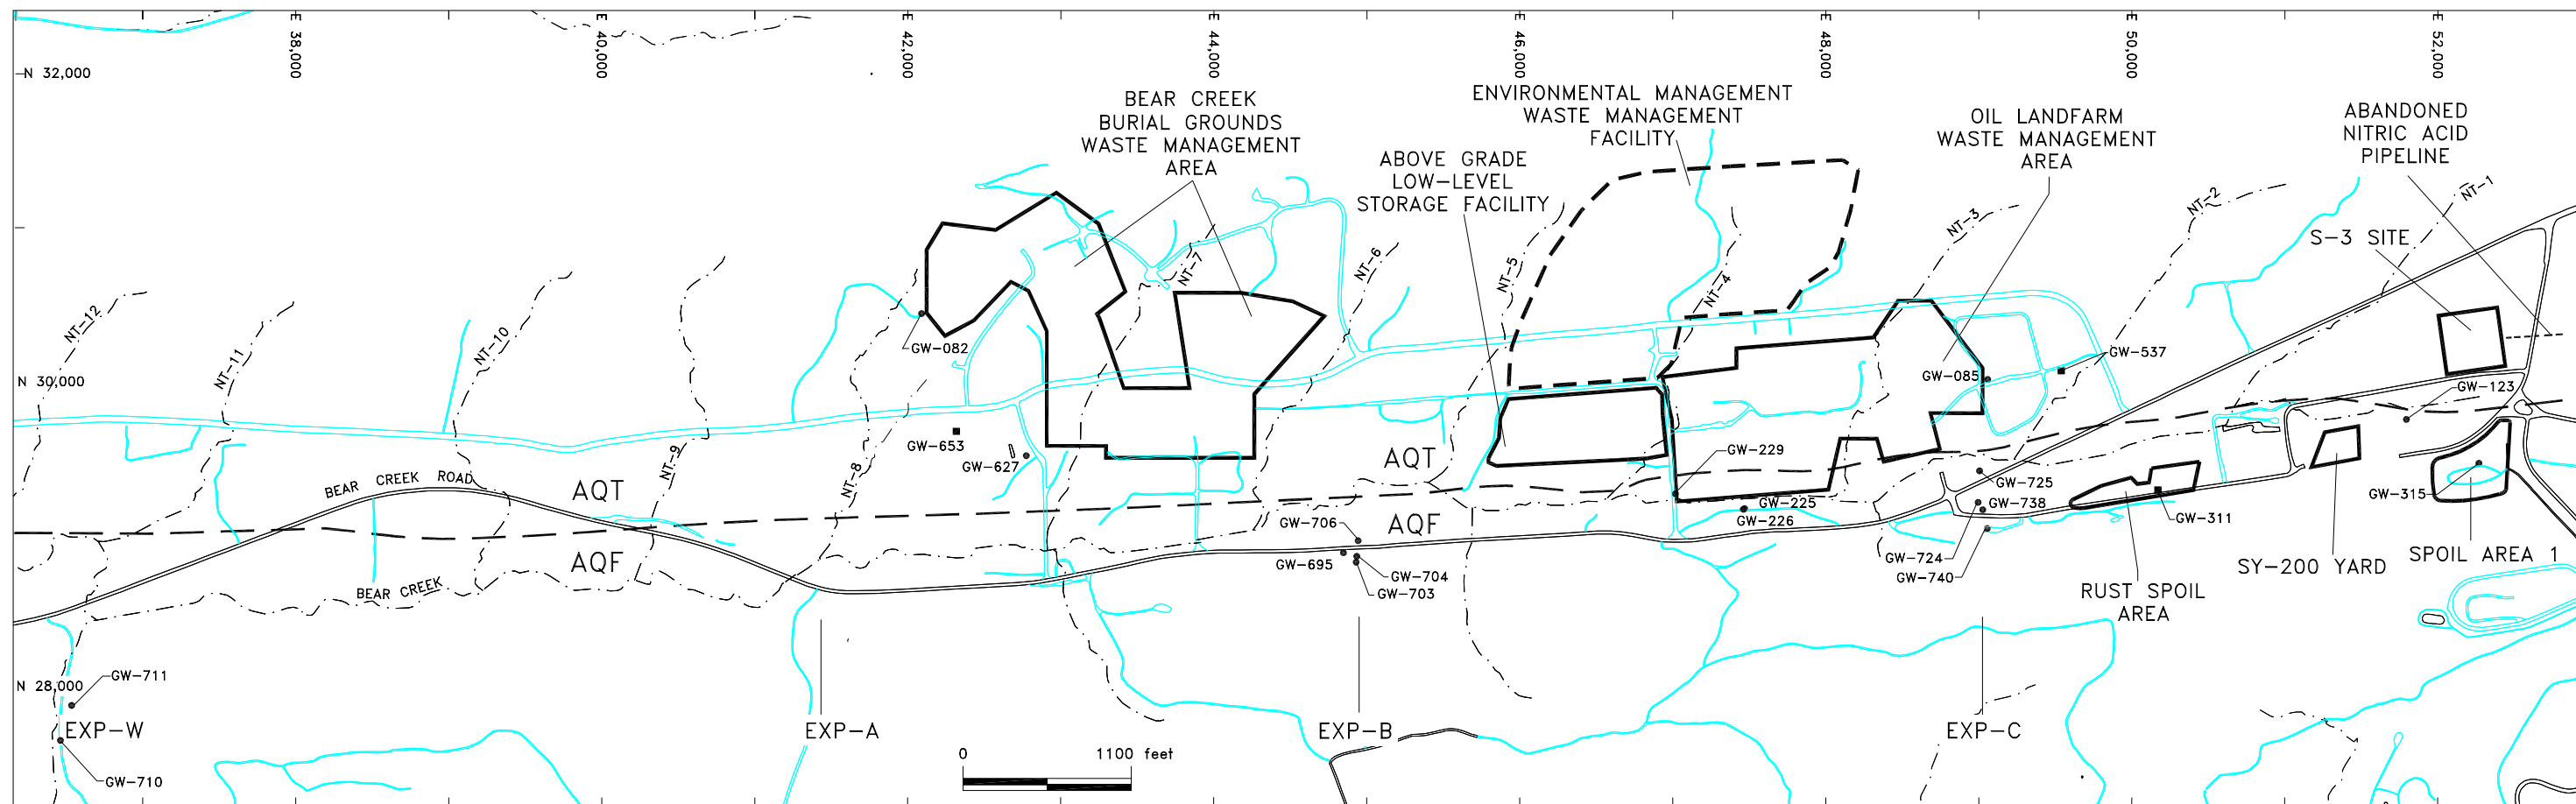 E 38,000
E 40,000
E 42,000
E 44,000
E 46,000
E 48,000
E 50,000
E 52,000
N 32,000
BEAR CREEK
BURIAL GROUNDS
WASTE MANAGEMENT
AREA
ENVIRONMENTAL MANAGEMENT
WASTE MANAGEMENT
FACILITY
ABOVE GRADE
LOW-LEVEL
STORAGE FACILITY
OIL LANDFARM
WASTE MANAGEMENT
AREA
ABANDONED
NITRIC ACID
PIPELINE
S-3 SITE
NT-1
NT-2
NT-3
NT-4
NT-5
NT-6
NT-7
NT-8
NT-9
NT-10
NT-11
NT-12
GW-082
N 30,000
GW-085
GW-537
GW-123
GW-653
GW-627
AQT
GW-229
BEAR CREEK ROAD
AQT
GW-725
GW-315
GW-225
GW-738
GW-706
AQF
GW-226
GW-311
AQF
GW-695
GW-704
GW-703
GW-724
GW-740
SY-200 YARD
SPOIL AREA 1
BEAR CREEK
RUST SPOIL
AREA
N 28,000
GW-711
EXP-W
EXP-A
EXP-B
EXP-C
GW-710
0 1100 feet